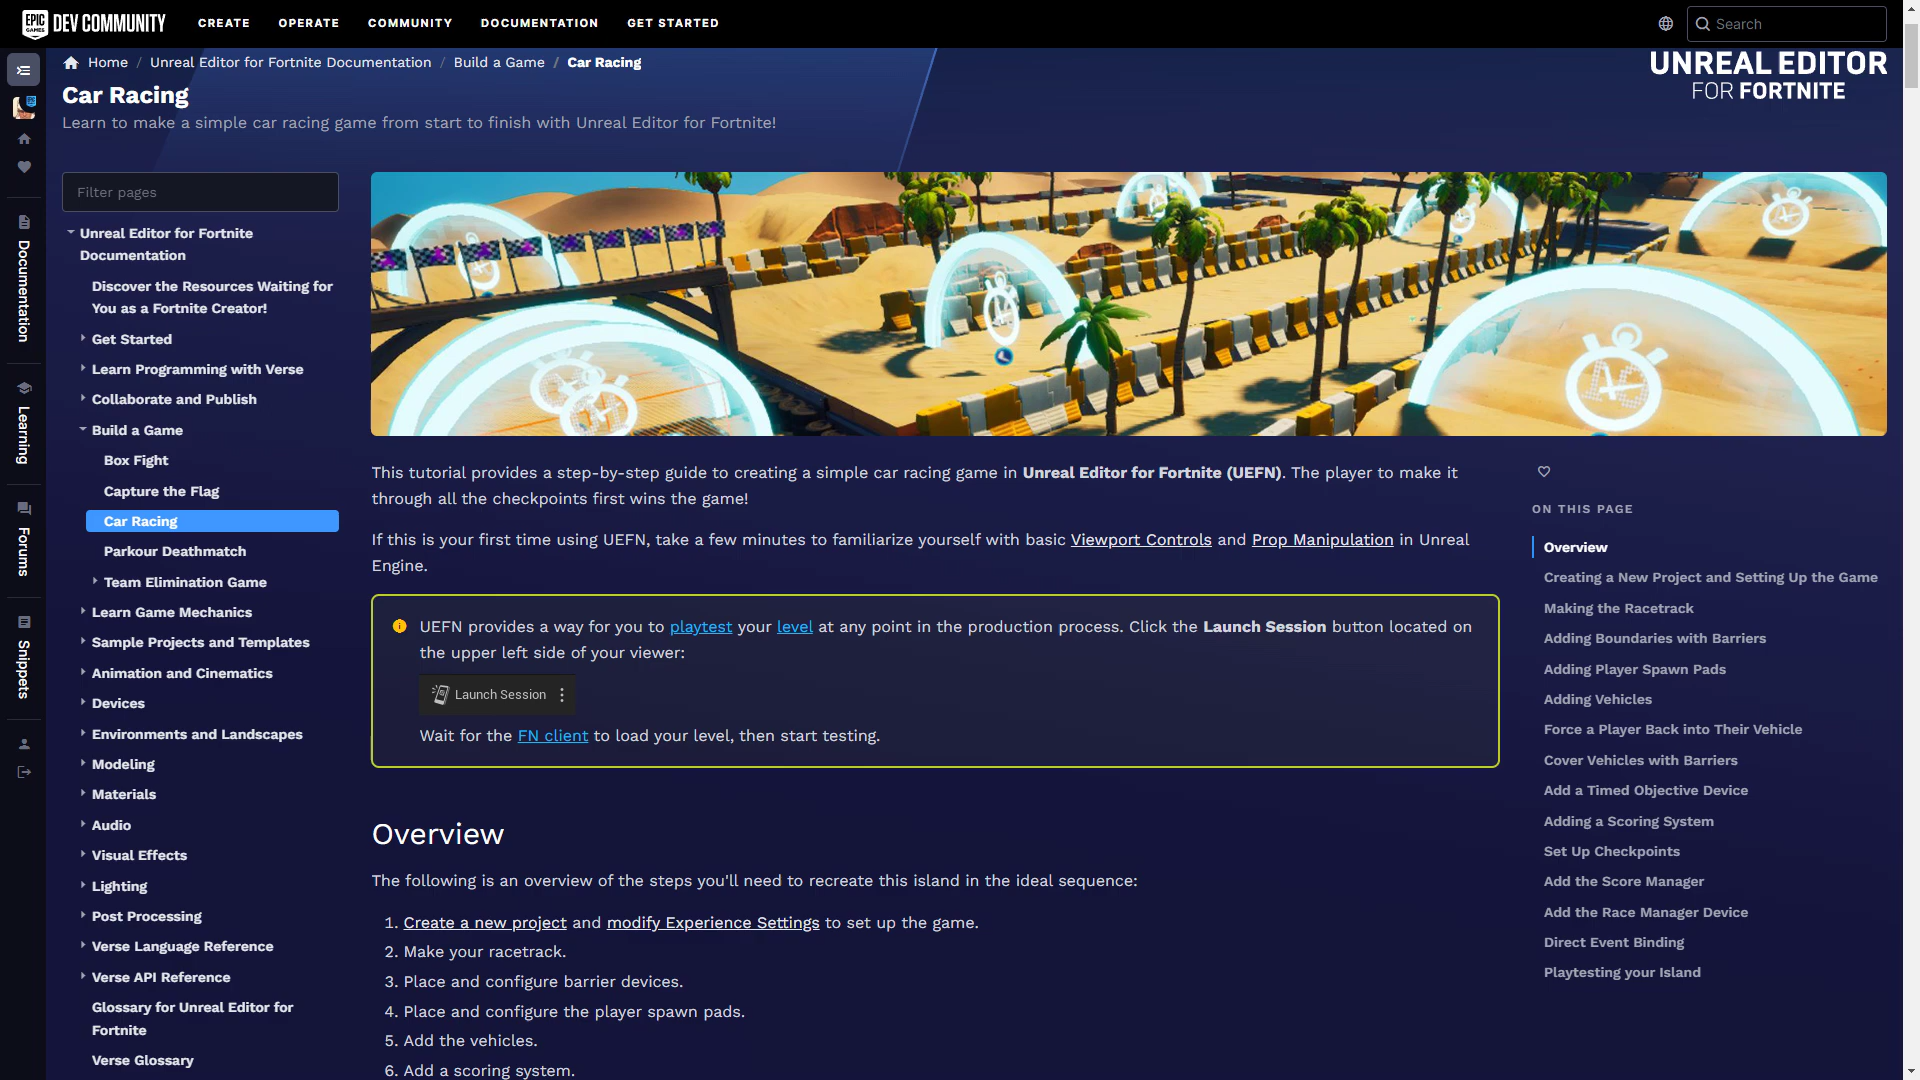 EPIC GAMES DEV COMMUNITY
CREATE
OPERATE
COMMUNITY
DOCUMENTATION
GET STARTED
Search
Home / Unreal Editor for Fortnite Documentation / Build a Game / Car Racing
Car Racing
Learn to make a simple car racing game from start to finish with Unreal Editor for Fortnite!
UNREAL EDITOR
FOR FORTNITE
Documentation
Learning
Forums
Snippets
Filter pages
Unreal Editor for Fortnite
Documentation
Discover the Resources Waiting for
You as a Fortnite Creator!
Get Started
Learn Programming with Verse
Collaborate and Publish
Build a Game
Box Fight
Capture the Flag
Car Racing
Parkour Deathmatch
Team Elimination Game
Learn Game Mechanics
Sample Projects and Templates
Animation and Cinematics
Devices
Environments and Landscapes
Modeling
Materials
Audio
Visual Effects
Lighting
Post Processing
Verse Language Reference
Verse API Reference
Glossary for Unreal Editor for
Fortnite
Verse Glossary
This tutorial provides a step-by-step guide to creating a simple car racing game in Unreal Editor for Fortnite (UEFN). The player to make it
through all the checkpoints first wins the game!
If this is your first time using UEFN, take a few minutes to familiarize yourself with basic Viewport Controls and Prop Manipulation in Unreal
Engine.
UEFN provides a way for you to playtest your level at any point in the production process. Click the Launch Session button located on
the upper left side of your viewer:
Launch Session
Wait for the FN client to load your level, then start testing.
Overview
The following is an overview of the steps you'll need to recreate this island in the ideal sequence:
1. Create a new project and modify Experience Settings to set up the game.
2. Make your racetrack.
3. Place and configure barrier devices.
4. Place and configure the player spawn pads.
5. Add the vehicles.
6. Add a scoring system.
ON THIS PAGE
Overview
Creating a New Project and Setting Up the Game
Making the Racetrack
Adding Boundaries with Barriers
Adding Player Spawn Pads
Adding Vehicles
Force a Player Back into Their Vehicle
Cover Vehicles with Barriers
Add a Timed Objective Device
Adding a Scoring System
Set Up Checkpoints
Add the Score Manager
Add the Race Manager Device
Direct Event Binding
Playtesting your Island